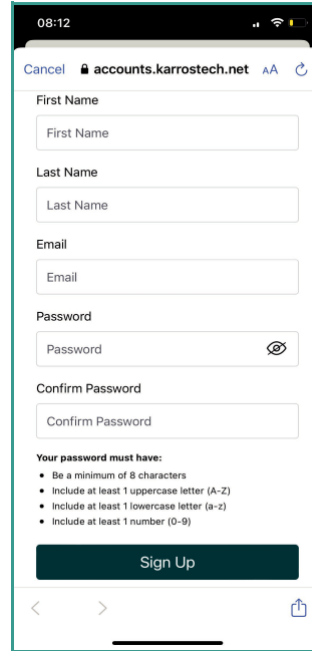 08:12
Cancel accounts.karrostech.net AA
First Name
First Name
Last Name
Last Name
Email
Email
Password
Password
Confirm Password
Confirm Password
Your password must have:
• Be a minimum of 8 characters
• Include at least 1 uppercase letter (A-Z)
• Include at least 1 lowercase letter (a-z)
• Include at least 1 number (0-9)
Sign Up